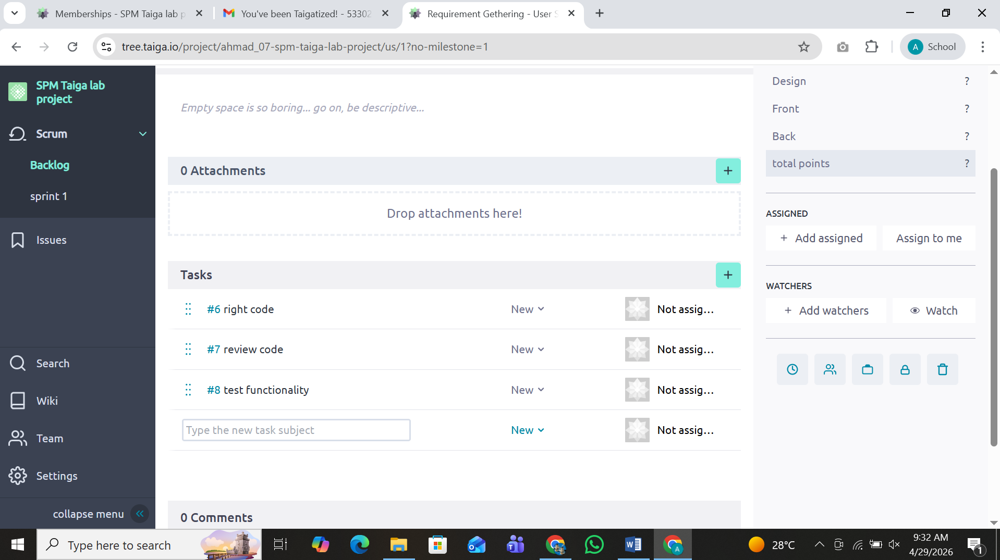 Memberships - SPM Taiga lab p
You've been Taigatized! - 53302
Requirement Gethering - User S
tree.taiga.io/project/ahmad_07-spm-taiga-lab-project/us/1?no-milestone=1
A School
SPM Taiga lab
project
Scrum
Backlog
sprint 1
Issues
Search
Wiki
Team
Settings
collapse menu
Empty space is so boring... go on, be descriptive...
0 Attachments
+
Drop attachments here!
Tasks
+
#6 right code New Not assig...
#7 review code New Not assig...
#8 test functionality New Not assig...
Type the new task subject New Not assig...
0 Comments
Design ?
Front ?
Back ?
total points ?
ASSIGNED
+ Add assigned Assign to me
WATCHERS
+ Add watchers Watch
Type here to search
28°C
9:32 AM
4/29/2026
1